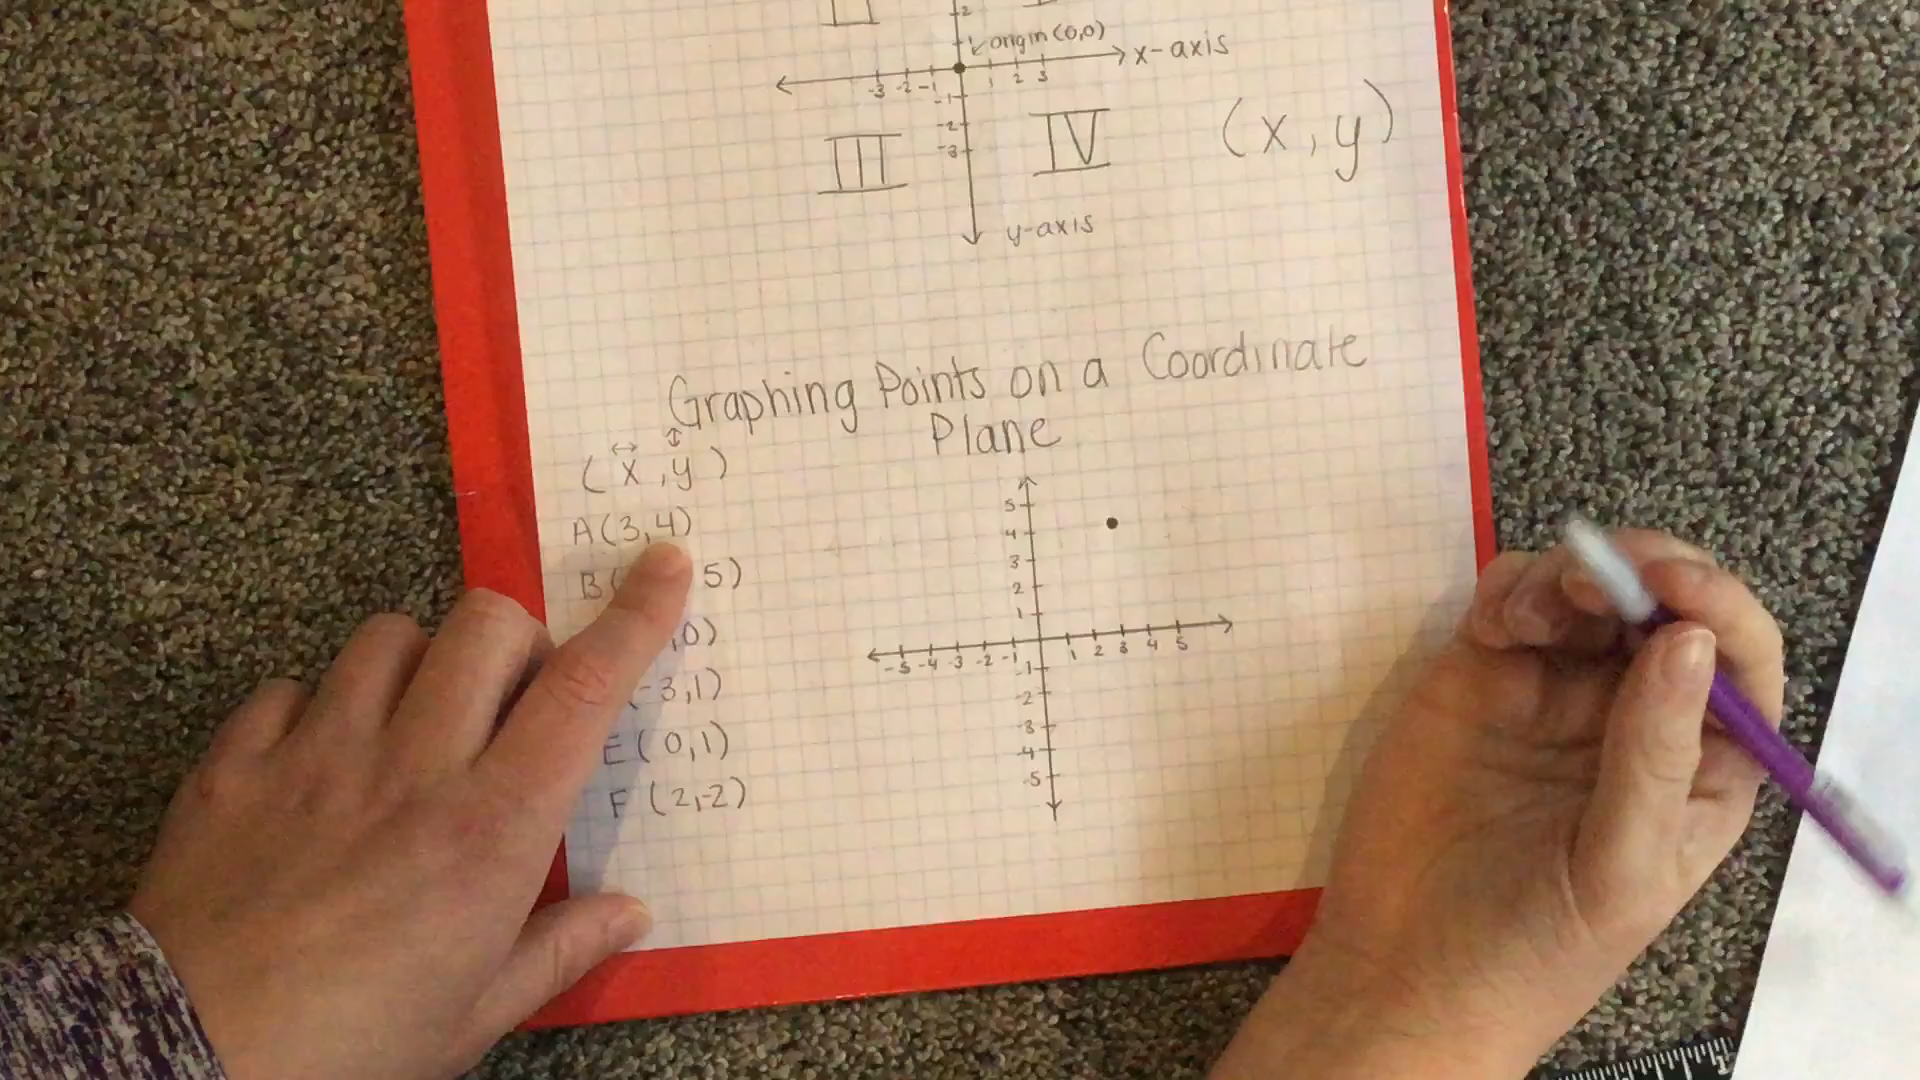 2
II
1
origin (0,0)
x-axis
-3 -2 -1 1 2 3
-1
-2
-3
III
IV
(x, y)
y-axis
Graphing Points on a Coordinate
Plane
(x, y)
A(3,4)
B( 5)
,0)
(-3,1)
E(0,1)
F (2,-2)
5
4
3
2
1
-5 -4 -3 -2 -1 1 2 3 4 5
-1
-2
-3
-4
-5